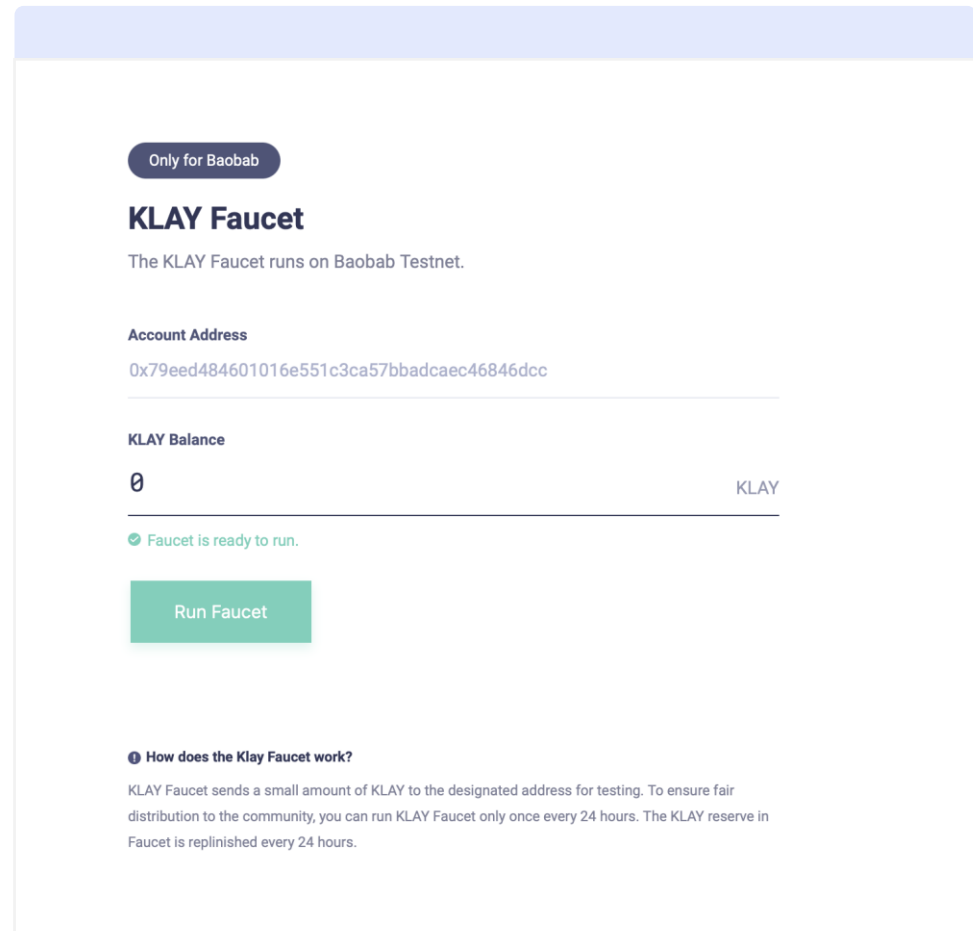 Only for Baobab
KLAY Faucet
The KLAY Faucet runs on Baobab Testnet.
Account Address
0x79eed484601016e551c3ca57bbadcaec46846dcc
KLAY Balance
0 KLAY
Faucet is ready to run.
Run Faucet
How does the Klay Faucet work?
KLAY Faucet sends a small amount of KLAY to the designated address for testing. To ensure fair
distribution to the community, you can run KLAY Faucet only once every 24 hours. The KLAY reserve in
Faucet is replinished every 24 hours.